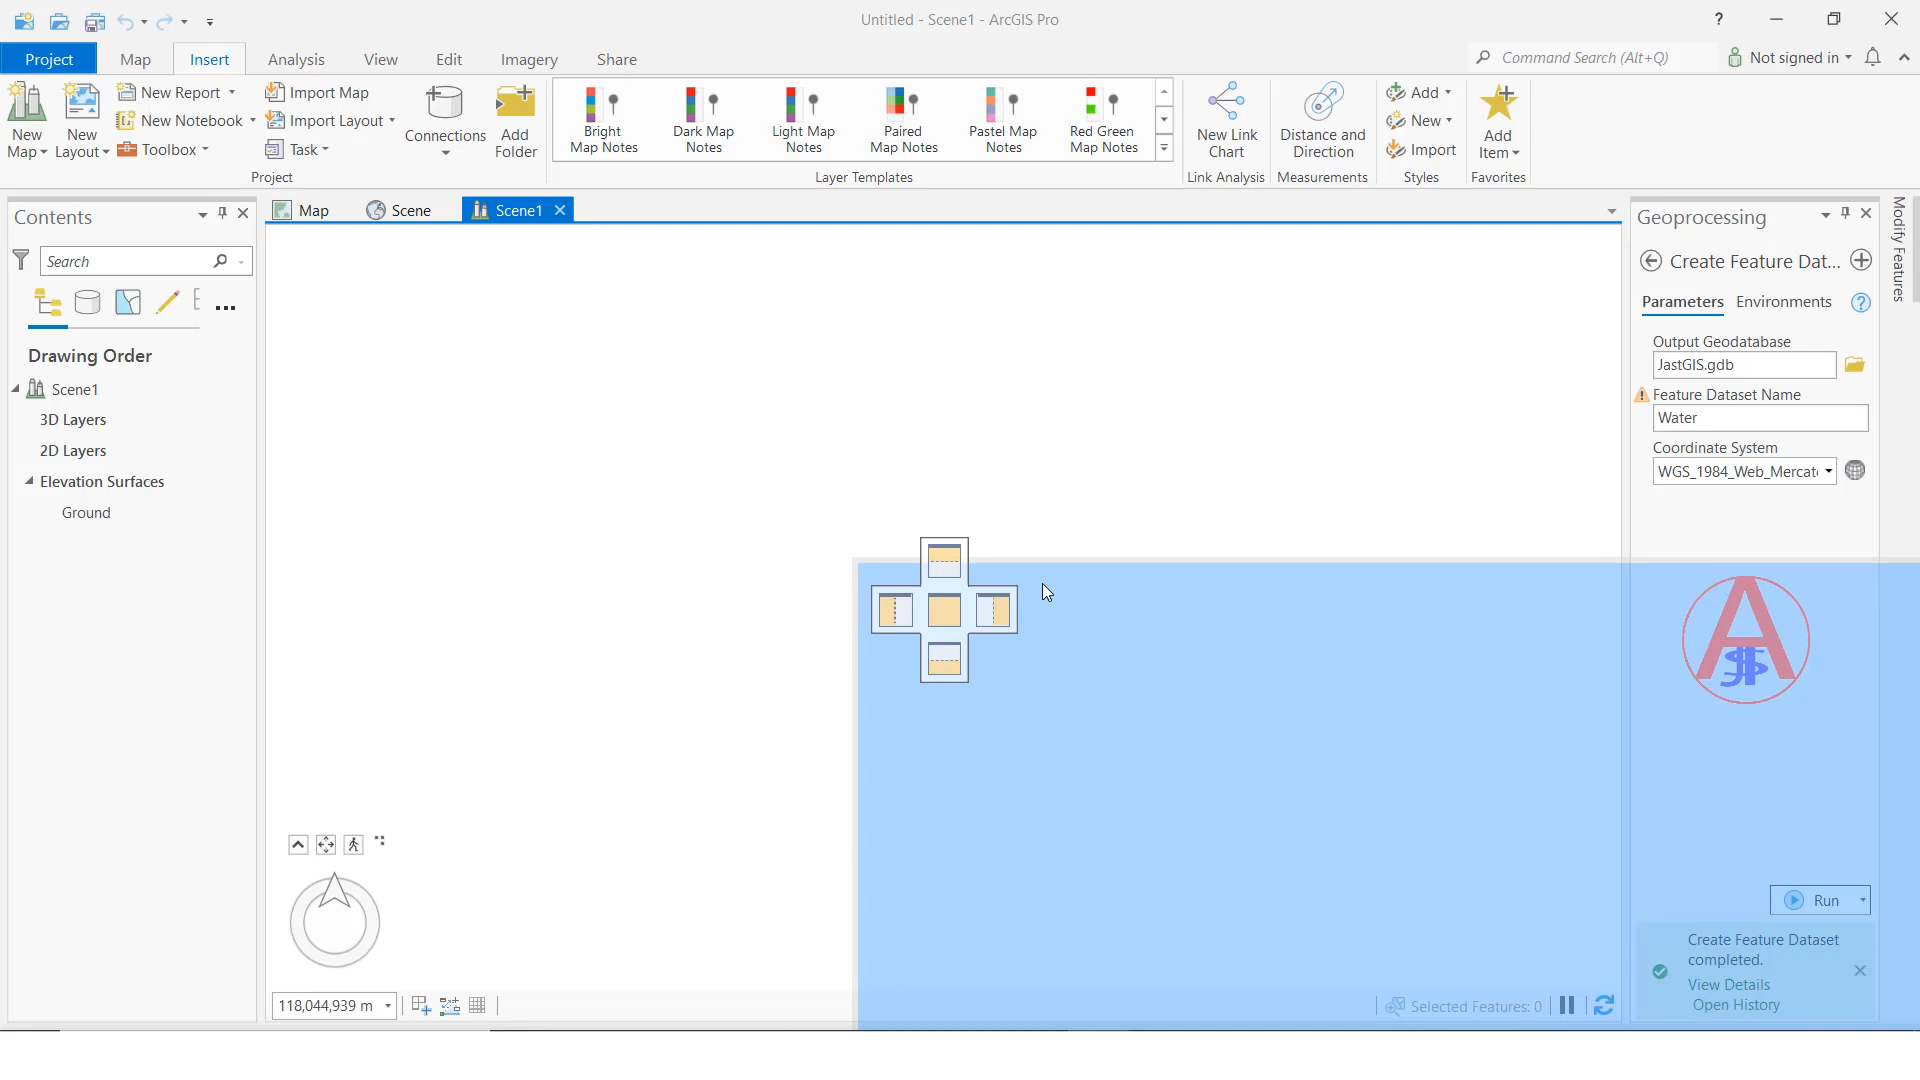 Untitled - Scene1 - ArcGIS Pro
?
Project
Map
Insert
Analysis
View
Edit
Imagery
Share
Command Search (Alt+Q)
Not signed in
New
Map
New
Layout
New Report
New Notebook
Toolbox
Import Map
Import Layout
Task
Connections
Add
Folder
Project
Bright
Map Notes
Dark Map
Notes
Light Map
Notes
Paired
Map Notes
Pastel Map
Notes
Red Green
Map Notes
Layer Templates
New Link
Chart
Link Analysis
Distance and
Direction
Measurements
Add
New
Import
Styles
Add
Item
Favorites
Contents
Search
Drawing Order
Scene1
3D Layers
2D Layers
Elevation Surfaces
Ground
Map
Scene
Scene1
118,044,939 m
Selected Features: 0
Geoprocessing
Create Feature Dat...
Parameters
Environments
?
Output Geodatabase
JastGIS.gdb
Feature Dataset Name
Water
Coordinate System
WGS_1984_Web_Mercat
Run
Create Feature Dataset
completed.
View Details
Open History
Modify Features